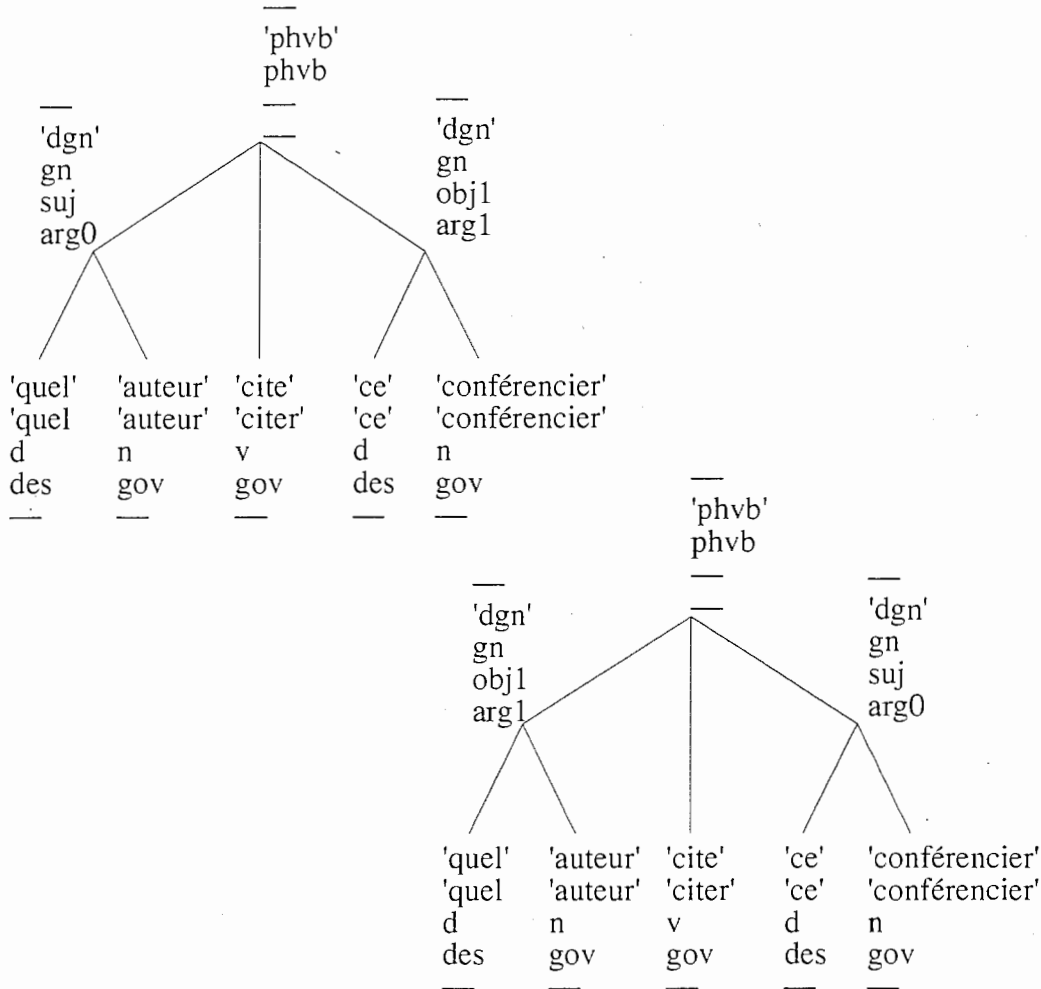 'phvb'
phvb
'dgn' 'dgn'
gn gn
suj obj1
arg0 arg1
'quel' 'auteur' 'cite' 'ce' 'conférencier'
'quel 'auteur' 'citer' 'ce' 'conférencier'
d n v d n
des gov gov des gov
'phvb'
phvb
'dgn' 'dgn'
gn gn
obj1 suj
arg1 arg0
'quel' 'auteur' 'cite' 'ce' 'conférencier'
'quel 'auteur' 'citer' 'ce' 'conférencier'
d n v d n
des gov gov des gov